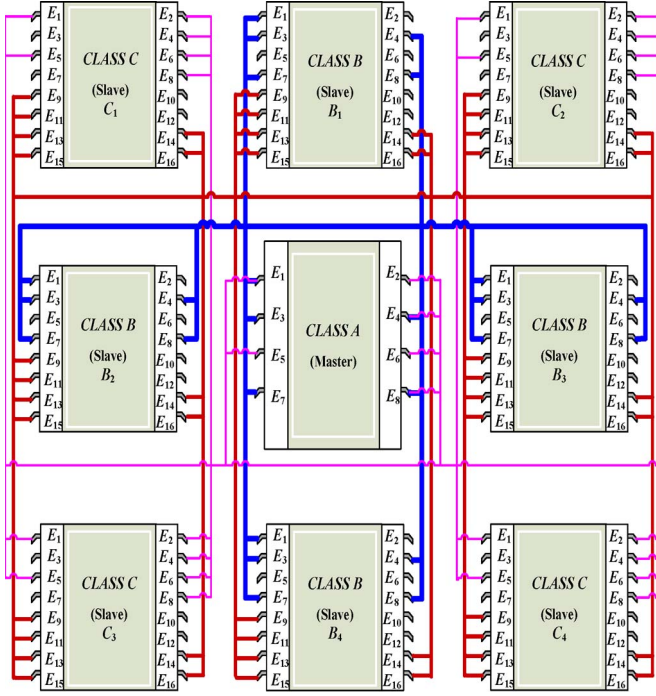 E1
E3
E5
E7
E9
E11
E13
E15
CLASS C
(Slave)
C1
E2
E4
E6
E8
E10
E12
E14
E16
E1
E3
E5
E7
E9
E11
E13
E15
CLASS B
(Slave)
B1
E2
E4
E6
E8
E10
E12
E14
E16
E1
E3
E5
E7
E9
E11
E13
E15
CLASS C
(Slave)
C2
E2
E4
E6
E8
E10
E12
E14
E16
E1
E3
E5
E7
E9
E11
E13
E15
CLASS B
(Slave)
B2
E2
E4
E6
E8
E10
E12
E14
E16
E1
E3
E5
E7
CLASS A
(Master)
E2
E4
E6
E8
E1
E3
E5
E7
E9
E11
E13
E15
CLASS B
(Slave)
B3
E2
E4
E6
E8
E10
E12
E14
E16
E1
E3
E5
E7
E9
E11
E13
E15
CLASS C
(Slave)
C3
E2
E4
E6
E8
E10
E12
E14
E16
E1
E3
E5
E7
E9
E11
E13
E15
CLASS B
(Slave)
B4
E2
E4
E6
E8
E10
E12
E14
E16
E1
E3
E5
E7
E9
E11
E13
E15
CLASS C
(Slave)
C4
E2
E4
E6
E8
E10
E12
E14
E16